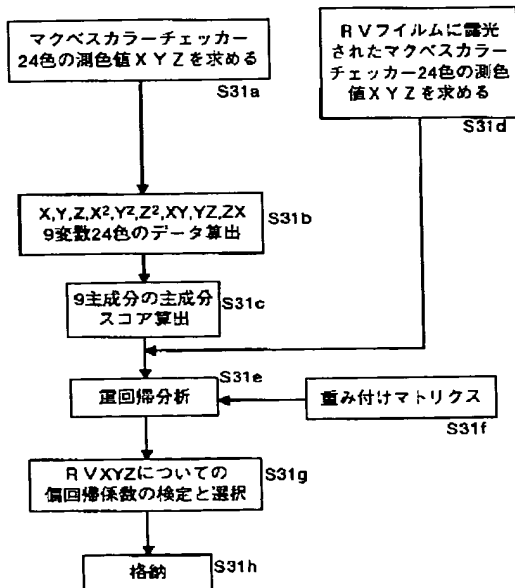 マクベスカラーチェッカー
24色の測色値XYZを求める
S31a
RVフイルムに露光
されたマクベスカラー
チェッカー24色の測色
値XYZを求める
S31d
X,Y,Z,X²,Y²,Z²,XY,YZ,ZX
9変数24色のデータ算出
S31b
9主成分の主成分
スコア算出
S31c
S31e
重回帰分析
重み付けマトリクス
S31f
RVXYZについての
偏回帰係数の検定と選択
S31g
格納
S31h